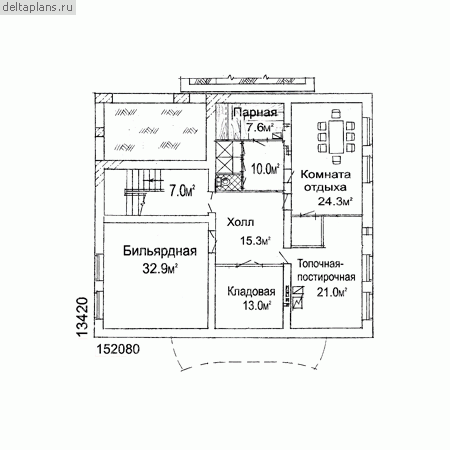 deltaplans.ru
Парная
7.6м²
10.0м²
Комната
отдыха
24.3м²
7.0м²
Холл
15.3м²
Бильярдная
32.9м²
Топочная-
постирочная
21.0м²
Кладовая
13.0м²
13420
152080